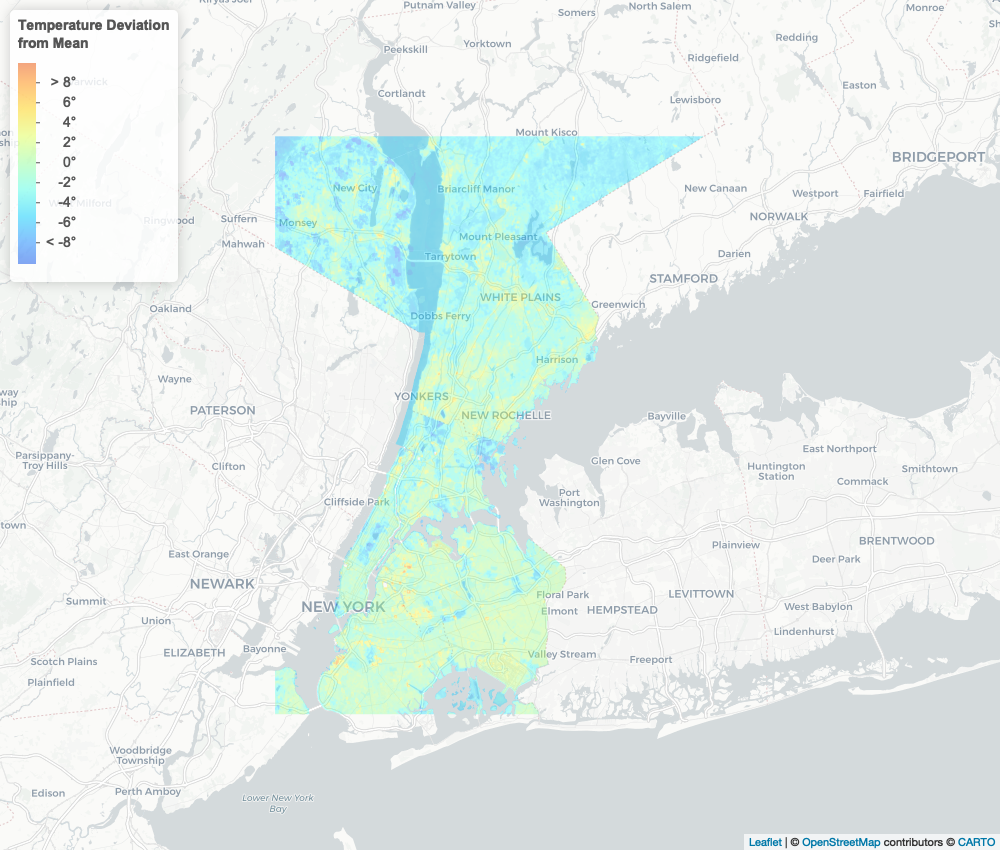 Temperature Deviation
from Mean
> 8°
6°
4°
2°
0°
-2°
-4°
-6°
< -8°
Putnam Valley
Somers
North Salem
Monroe
Yorktown
Redding
Peekskill
Ridgefield
Easton
Cortlandt
Lewisboro
Mount Kisco
BRIDGEPORT
New City
Briarcliff Manor
New Canaan
Westport
Fairfield
Milford
Ringwood
Suffern
Monsey
NORWALK
Mahwah
Mount Pleasant
Darien
Tarrytown
STAMFORD
WHITE PLAINS
Oakland
Greenwich
Dobbs Ferry
Harrison
Wayne
YONKERS
PATERSON
NEW ROCHELLE
Bayville
East Northport
Parsippany-
Troy Hills
Clifton
Glen Cove
Huntington
Station
Smithtown
Commack
Cliffside Park
Port
Washington
BRENTWOOD
Plainview
East Orange
Deer Park
NEWARK
Floral Park
LEVITTOWN
Summit
NEW YORK
Elmont
HEMPSTEAD
West Babylon
Union
Lindenhurst
ELIZABETH
Bayonne
Valley Stream
Freeport
Scotch Plains
Plainfield
Woodbridge
Township
Edison
Perth Amboy
Lower New York
Bay
Leaflet | © OpenStreetMap contributors © CARTO